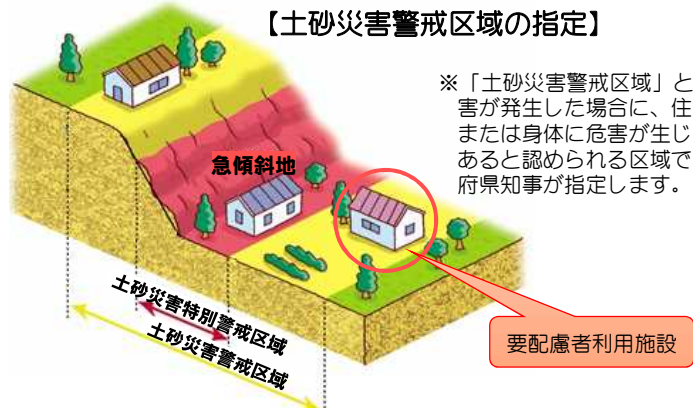 【土砂災害警戒区域の指定】
※「土砂災害警戒区域」と
害が発生した場合に、住
または身体に危害が生じ
あると認められる区域で
府県知事が指定します。
急傾斜地
土砂災害特別警戒区域
土砂災害警戒区域
要配慮者利用施設